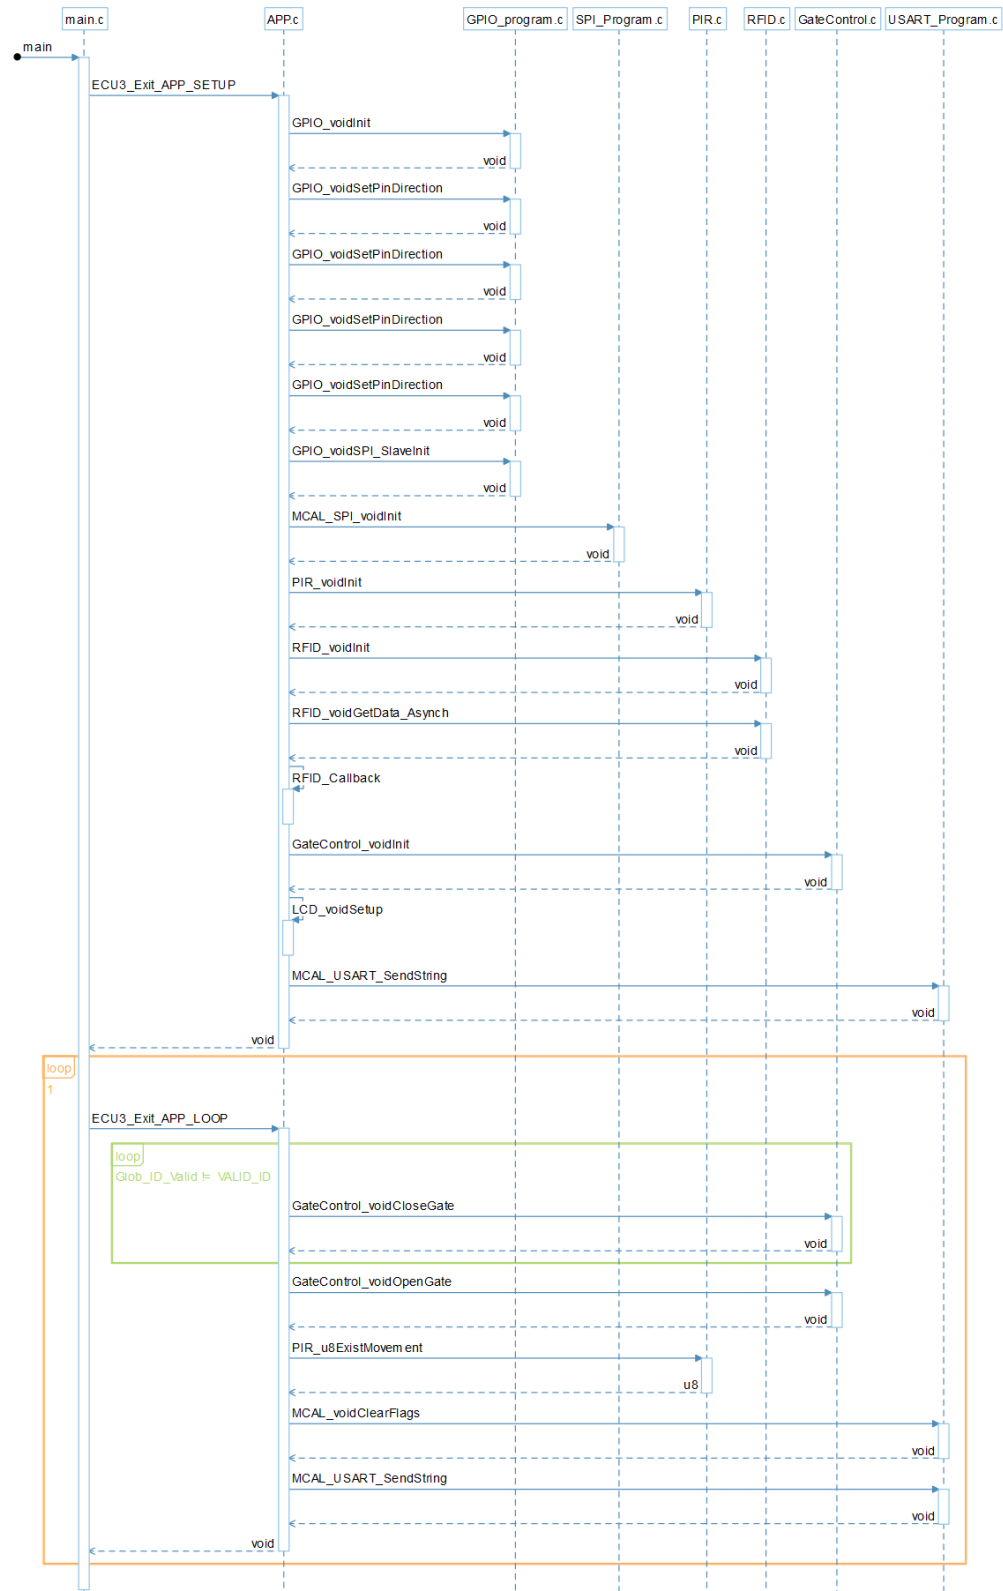 main.c APP.c GPIO_program.c SPI_Program.c PIR.c RFID.c GateControl.c USART_Program.c
main
ECU3_Exit_APP_SETUP
GPIO_voidInit
void
GPIO_voidSetPinDirection
void
GPIO_voidSetPinDirection
void
GPIO_voidSetPinDirection
void
GPIO_voidSetPinDirection
void
GPIO_voidSPI_SlaveInit
void
MCAL_SPI_voidInit
void
PIR_voidInit
void
RFID_voidInit
void
RFID_voidGetData_Asynch
void
RFID_Callback
GateControl_voidInit
void
LCD_voidSetup
MCAL_USART_SendString
void
void
loop
1
ECU3_Exit_APP_LOOP
loop
Glob_ID_Valid != VALID_ID
GateControl_voidCloseGate
void
GateControl_voidOpenGate
void
PIR_u8ExistMovement
u8
MCAL_voidClearFlags
void
MCAL_USART_SendString
void
void